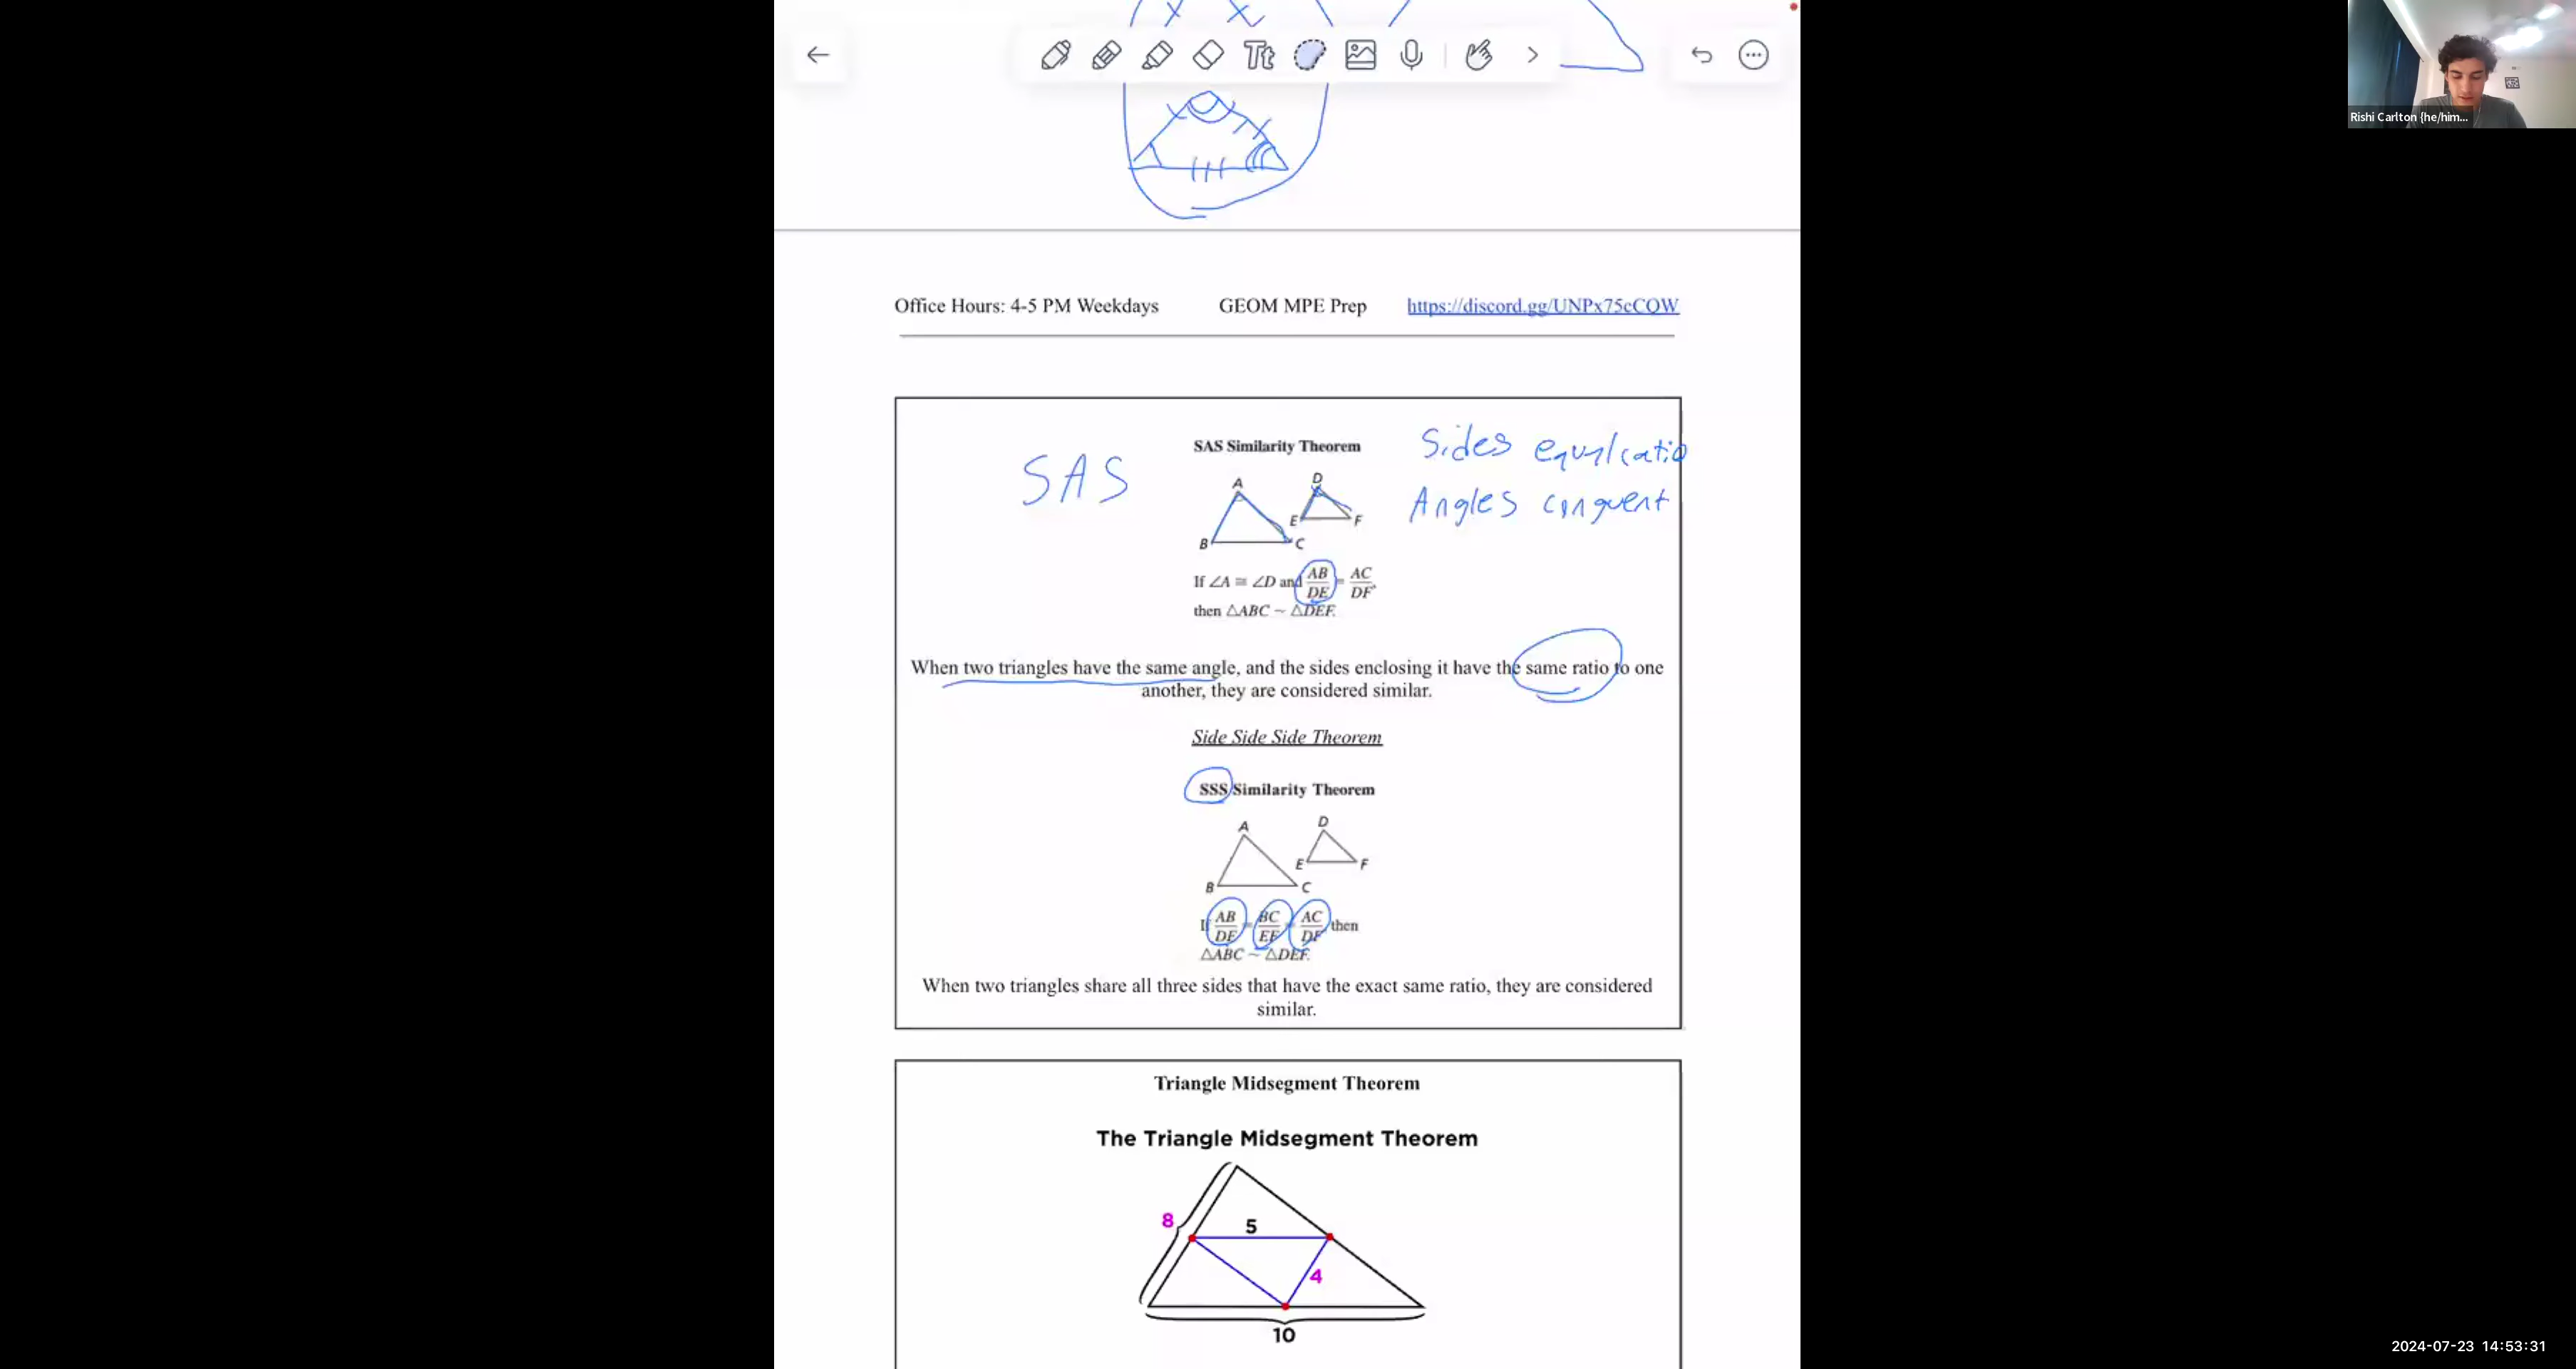 Tt
Rishi Carlton {he/him...
Office Hours: 4-5 PM Weekdays GEOM MPE Prep https://discord.gg/UNPx75cCQW
SAS Similarity Theorem
SAS
Sides equal ratio
Angles conguent
A D
E F
B C
If ∠A ≅ ∠D and AB/DE = AC/DF,
then △ABC ~ △DEF.
When two triangles have the same angle, and the sides enclosing it have the same ratio to one
another, they are considered similar.
Side Side Side Theorem
SSS Similarity Theorem
A D
E F
B C
If AB/DE = BC/EF = AC/DF then
△ABC ~ △DEF.
When two triangles share all three sides that have the exact same ratio, they are considered
similar.
Triangle Midsegment Theorem
The Triangle Midsegment Theorem
8
5
4
10
2024-07-23 14:53:31